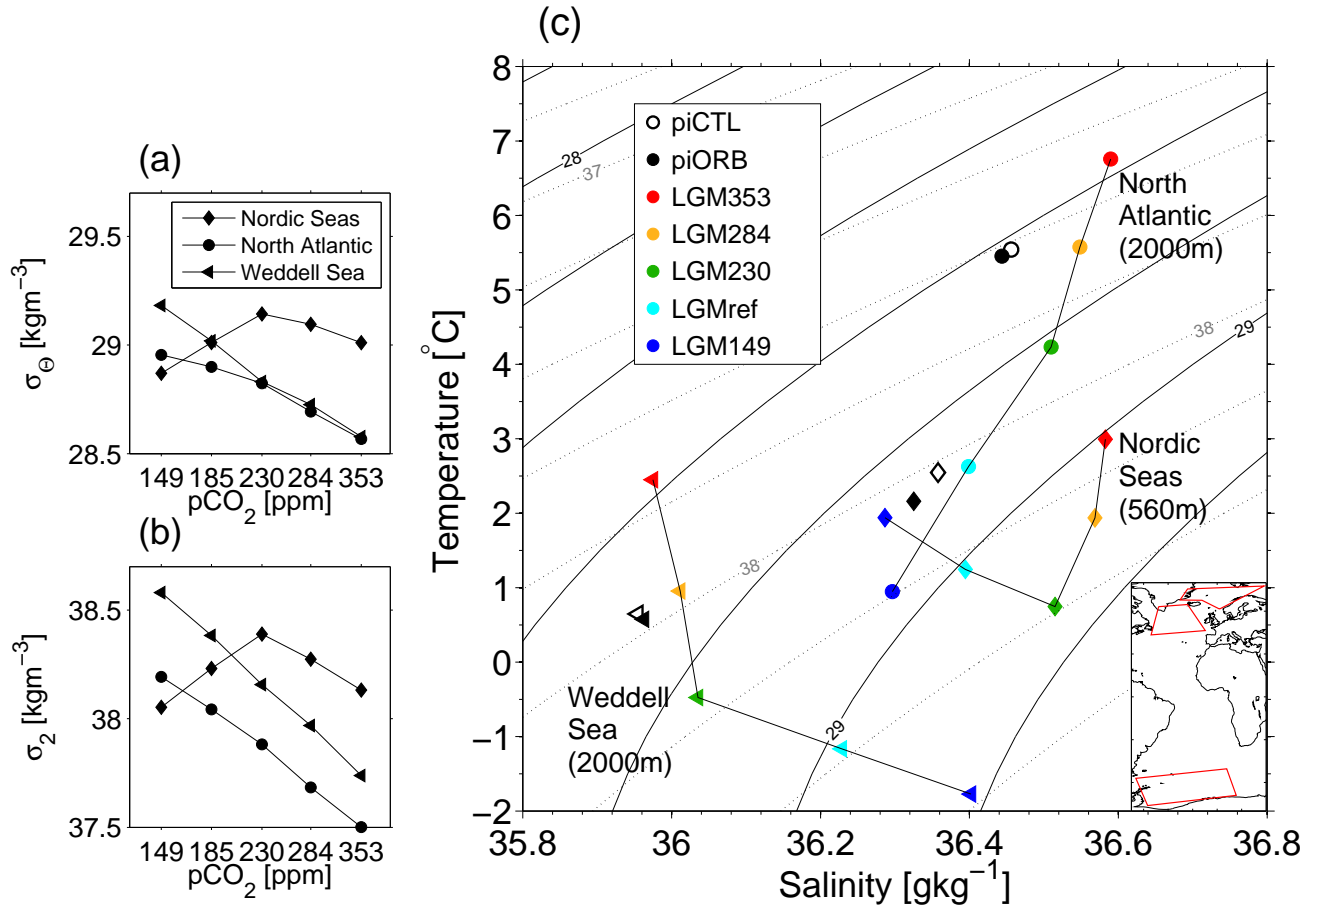 (a)
29.5
29
28.5
σΘ [kgm−3]
Nordic Seas
North Atlantic
Weddell Sea
149 185 230 284 353
pCO2 [ppm]
(b)
38.5
38
37.5
σ2 [kgm−3]
149 185 230 284 353
pCO2 [ppm]
(c)
8
7
6
5
4
3
2
1
0
−1
−2
Temperature [°C]
piCTL
piORB
LGM353
LGM284
LGM230
LGMref
LGM149
28
37
North
Atlantic
(2000m)
38
29
Nordic
Seas
(560m)
38
Weddell
Sea
(2000m)
29
35.8 36 36.2 36.4 36.6 36.8
Salinity [gkg−1]